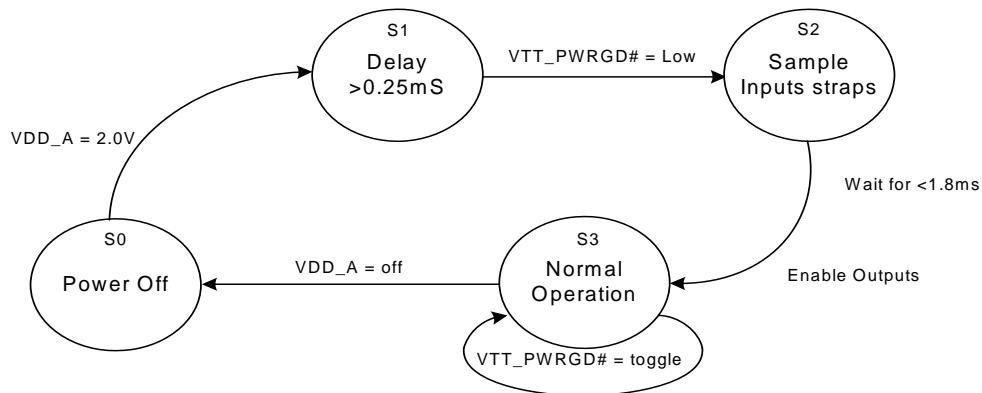 S1
Delay
>0.25mS
VTT_PWRGD# = Low
S2
Sample
Inputs straps
VDD_A = 2.0V
Wait for <1.8ms
S0
Power Off
VDD_A = off
S3
Normal
Operation
Enable Outputs
VTT_PWRGD# = toggle